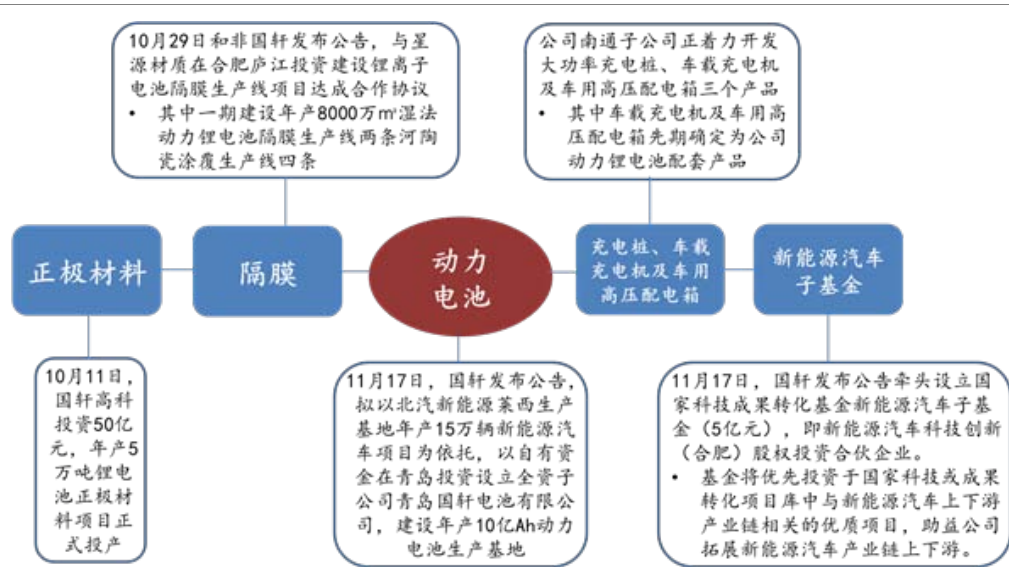 10月29日和非国轩发布公告，与星
源材质在合肥庐江投资建设锂离子
电池隔膜生产线项目达成合作协议
• 其中一期建设年产8000万㎡湿法
动力锂电池隔膜生产线两条河陶
瓷涂覆生产线四条
公司南通子公司正着力开发
大功率充电桩、车载充电机
及车用高压配电箱三个产品
• 其中车载充电机及车用高
压配电箱先期确定为公司
动力锂电池配套产品
正极材料
隔膜
动力
电池
充电桩、车载
充电机及车用
高压配电箱
新能源汽车
子基金
10月11日，
国轩高科
投资50亿
元，年产5
万吨锂电
池正极材
料项目正
式投产
11月17日，国轩发布公告，
拟以北汽新能源莱西生产
基地年产15万辆新能源汽
车项目为依托，以自有资
金在青岛投资设立全资子
公司青岛国轩电池有限公
司，建设年产10亿Ah动力
电池生产基地
11月17日，国轩发布公告牵头设立国
家科技成果转化基金新能源汽车子基
金（5亿元），即新能源汽车科技创新
（合肥）股权投资合伙企业。
• 基金将优先投资于国家科技或成果
转化项目库中与新能源汽车上下游
产业链相关的优质项目，助益公司
拓展新能源汽车产业链上下游。